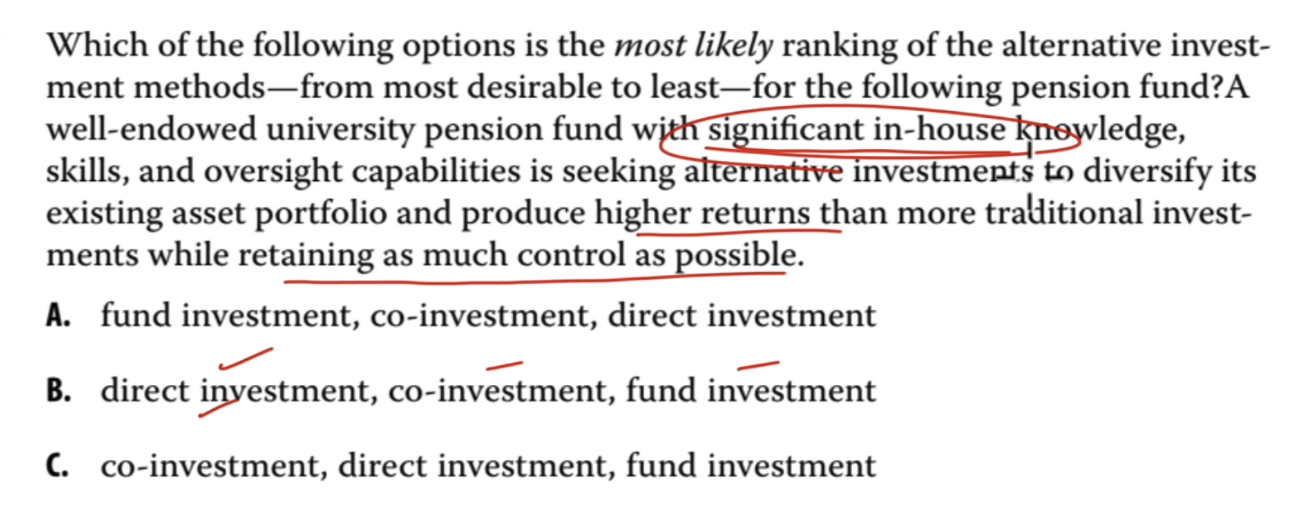 Which of the following options is the most likely ranking of the alternative invest-
ment methods—from most desirable to least—for the following pension fund?A
well-endowed university pension fund with significant in-house knowledge,
skills, and oversight capabilities is seeking alternative investments to diversify its
existing asset portfolio and produce higher returns than more traditional invest-
ments while retaining as much control as possible.
A. fund investment, co-investment, direct investment
B. direct investment, co-investment, fund investment
C. co-investment, direct investment, fund investment